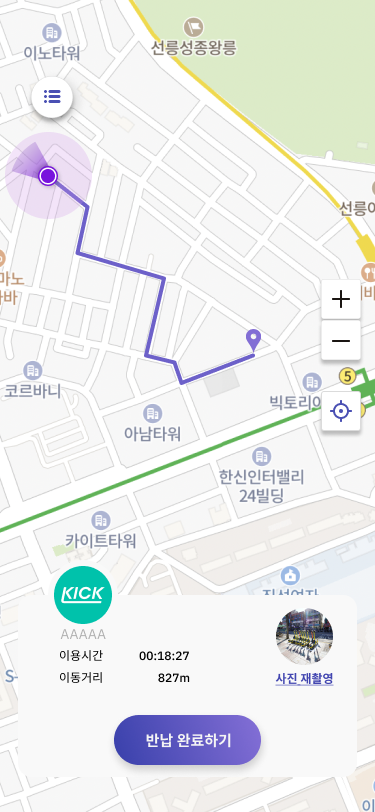 이노타워
선릉성종왕릉
선릉
마노
바바
코르바니
아남타워
빅토리아
5
한신인터밸리
24빌딩
카이트타워
KICK
AAAAA
이용시간 00:18:27
이동거리 827m
사진 재촬영
반납 완료하기